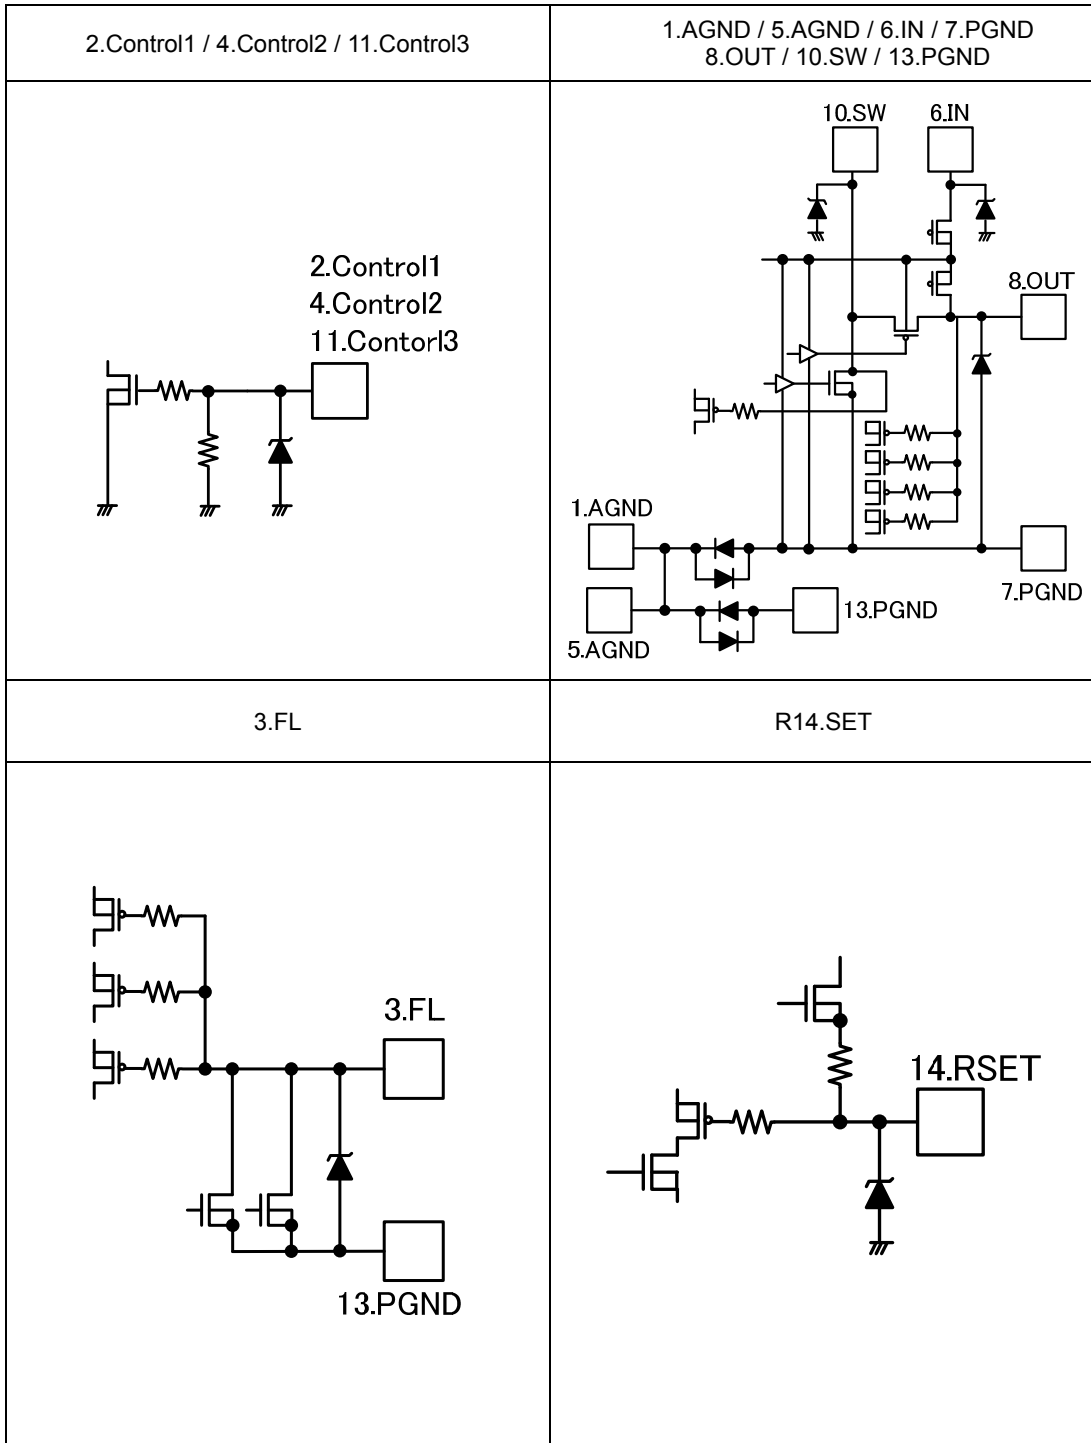 2.Control1 / 4.Control2 / 11.Control3
1.AGND / 5.AGND / 6.IN / 7.PGND
8.OUT / 10.SW / 13.PGND
2.Control1
4.Control2
11.Contorl3
10.SW
6.IN
8.OUT
1.AGND
7.PGND
13.PGND
5.AGND
3.FL
R14.SET
3.FL
13.PGND
14.RSET